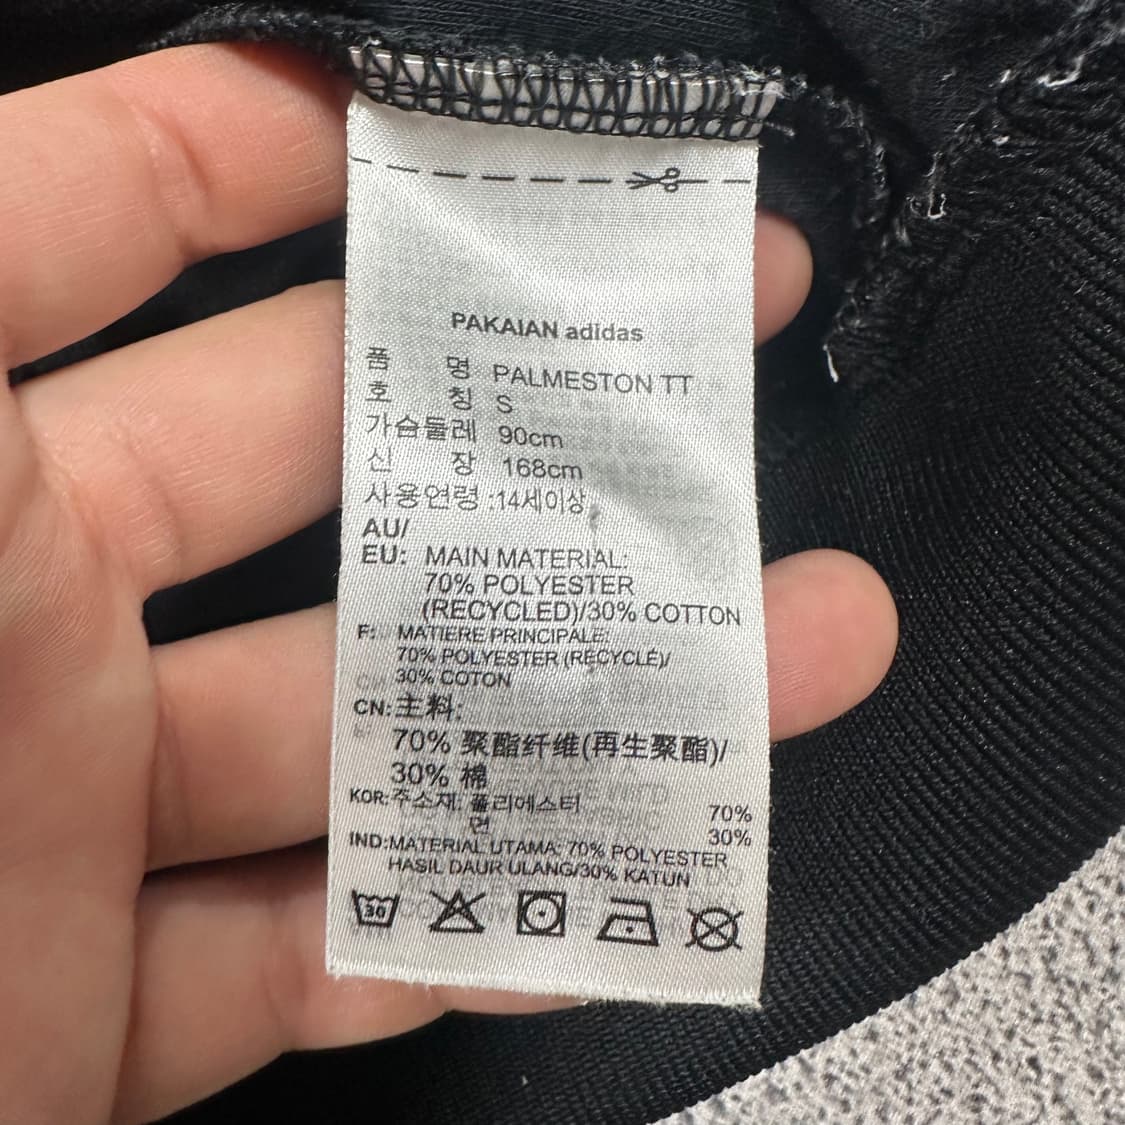 PAKAIAN adidas
품 명 PALMESTON TT
호 칭 S
가슴둘레 90cm
신 장 168cm
사용연령 :14세이상
AU/
EU: MAIN MATERIAL:
70% POLYESTER
(RECYCLED)/30% COTTON
F: MATIERE PRINCIPALE:
70% POLYESTER (RECYCLÉ)/
30% COTON
CN: 主料:
70% 聚酯纤维(再生聚酯)/
30% 棉
KOR: 주소재: 폴리에스터 70%
면 30%
IND: MATERIAL UTAMA: 70% POLYESTER
HASIL DAUR ULANG/30% KATUN
30